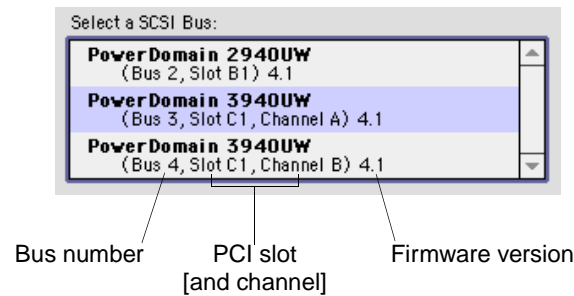 Select a SCSI Bus:
PowerDomain 2940UW
(Bus 2, Slot B1) 4.1
PowerDomain 3940UW
(Bus 3, Slot C1, Channel A) 4.1
PowerDomain 3940UW
(Bus 4, Slot C1, Channel B) 4.1
Bus number
PCI slot
[and channel]
Firmware version